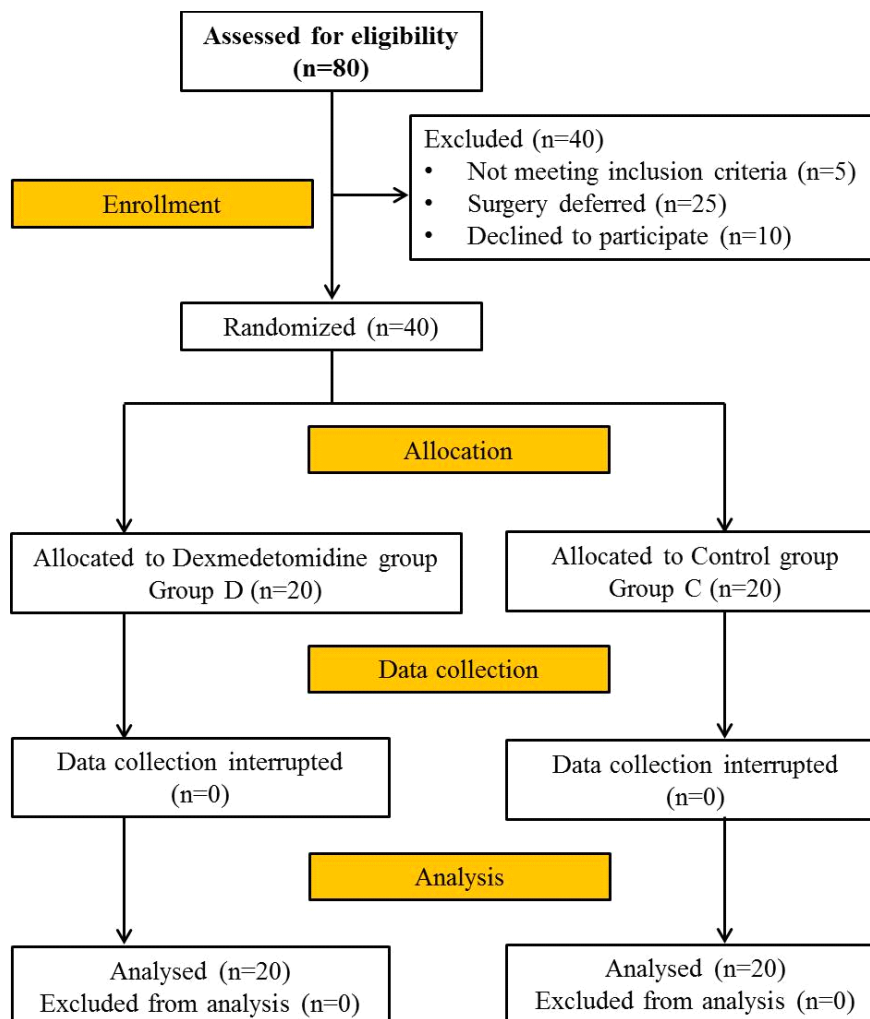 Assessed for eligibility
(n=80)
Excluded (n=40)
• Not meeting inclusion criteria (n=5)
• Surgery deferred (n=25)
• Declined to participate (n=10)
Enrollment
Randomized (n=40)
Allocation
Allocated to Dexmedetomidine group
Group D (n=20)
Allocated to Control group
Group C (n=20)
Data collection
Data collection interrupted
(n=0)
Data collection interrupted
(n=0)
Analysis
Analysed (n=20)
Excluded from analysis (n=0)
Analysed (n=20)
Excluded from analysis (n=0)